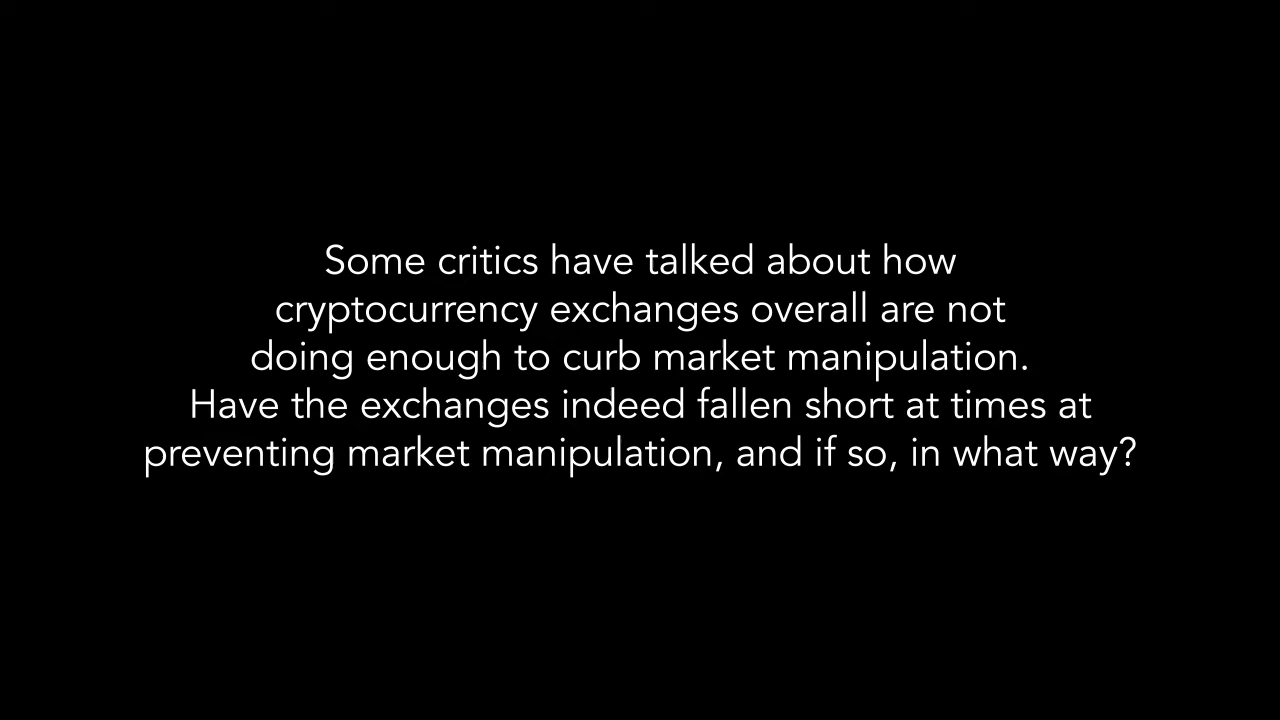 Some critics have talked about how
cryptocurrency exchanges overall are not
doing enough to curb market manipulation.
Have the exchanges indeed fallen short at times at
preventing market manipulation, and if so, in what way?